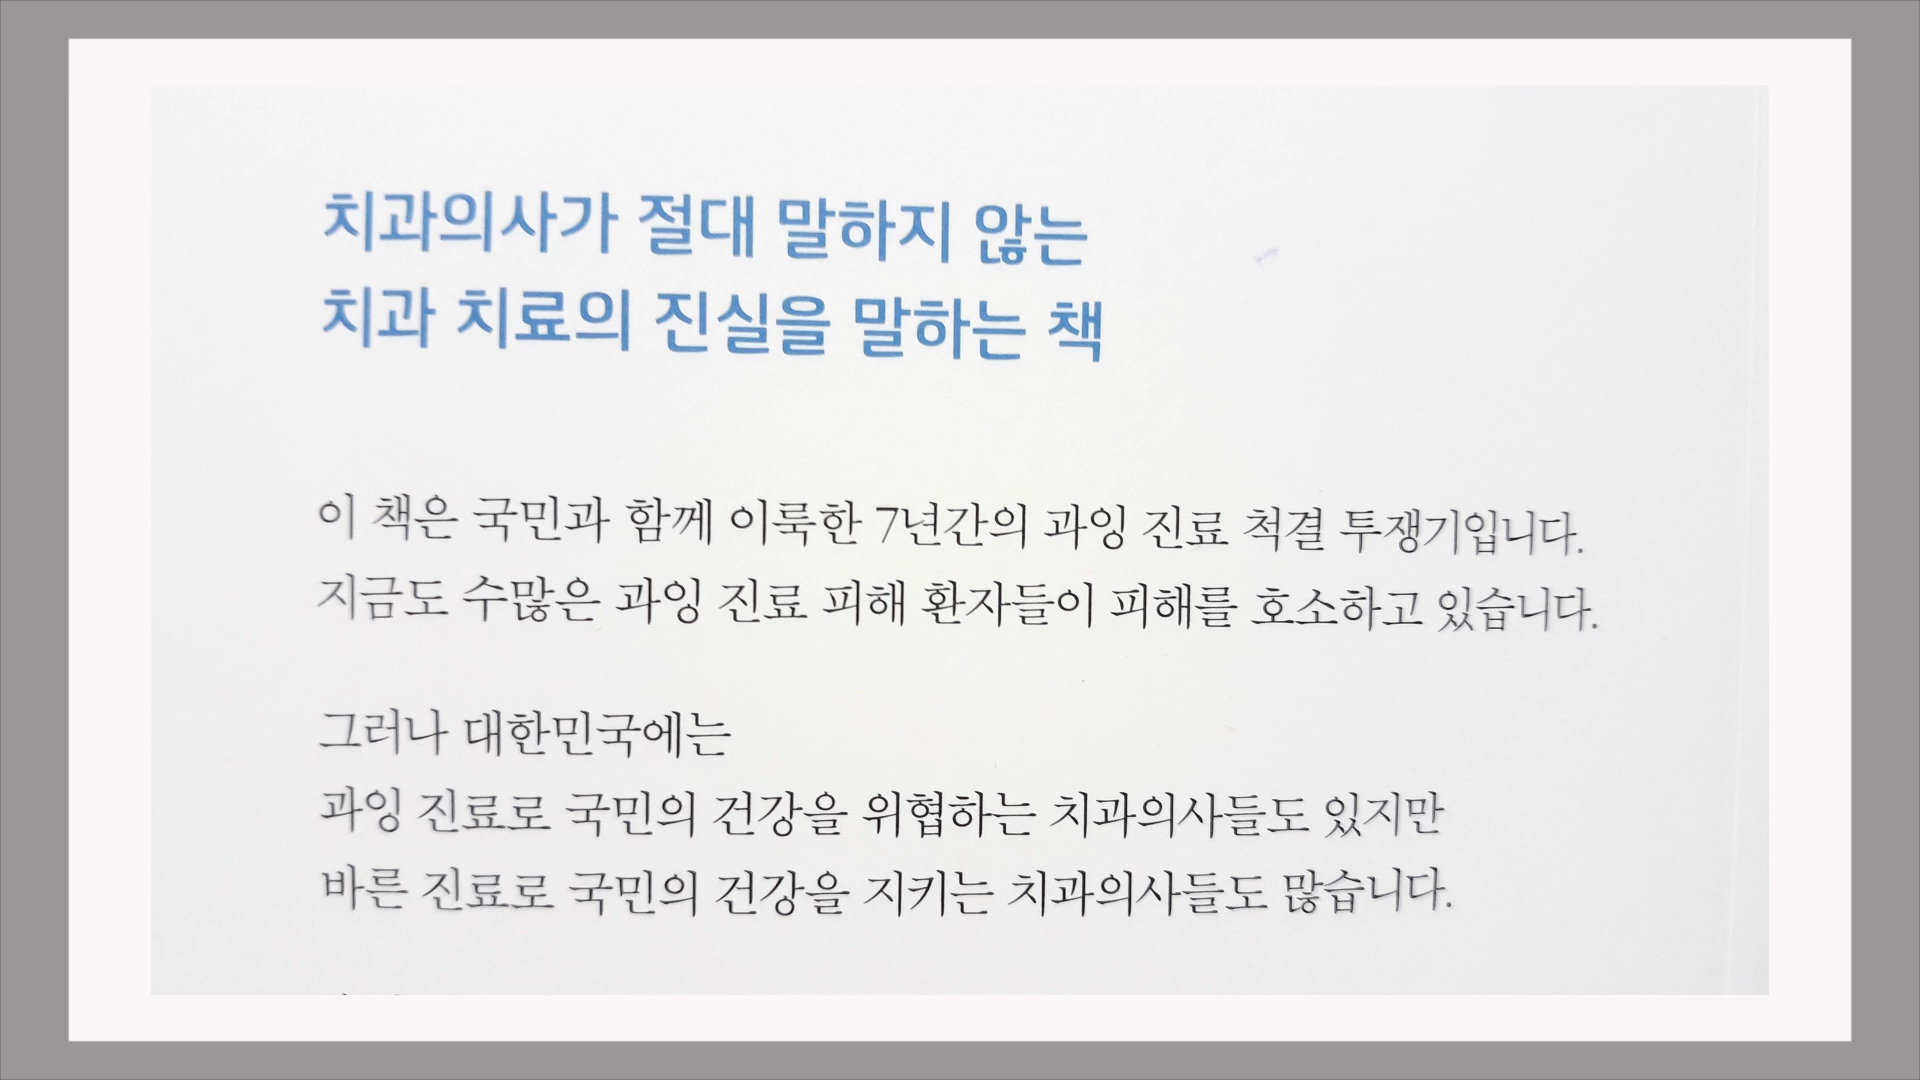 치과의사가 절대 말하지 않는
치과 치료의 진실을 말하는 책
이 책은 국민과 함께 이룩한 7년간의 과잉 진료 척결 투쟁기입니다.
지금도 수많은 과잉 진료 피해 환자들이 피해를 호소하고 있습니다.
그러나 대한민국에는
과잉 진료로 국민의 건강을 위협하는 치과의사들도 있지만
바른 진료로 국민의 건강을 지키는 치과의사들도 많습니다.